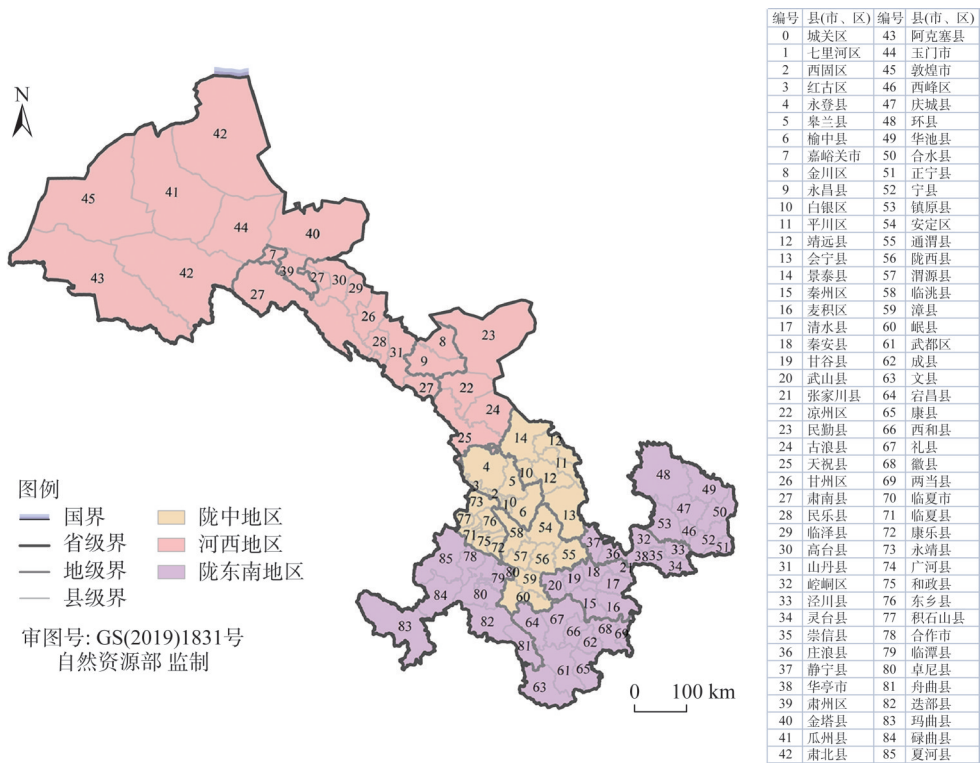 N
42
41
45
44
40
7
43
42
39
27
30
29
27
26
28
31
8
23
9
27
22
24
25
14
12
11
4
10
12
5
3
2
73
10
6
13
77
76
58
54
71
75
72
57
56
55
85
78
80
59
79
84
80
60
20
19
18
17
37
36
21
83
82
64
67
15
16
81
66
68
69
62
61
65
63
48
49
47
50
53
46
32
52
51
38
35
33
34
图例
国界
省级界
地级界
县级界
陇中地区
河西地区
陇东南地区
审图号: GS(2019)1831号
自然资源部 监制
0 100 km
编号 县(市、区) 编号 县(市、区)
0 城关区 43 阿克塞县
1 七里河区 44 玉门市
2 西固区 45 敦煌市
3 红古区 46 西峰区
4 永登县 47 庆城县
5 皋兰县 48 环县
6 榆中县 49 华池县
7 嘉峪关市 50 合水县
8 金川区 51 正宁县
9 永昌县 52 宁县
10 白银区 53 镇原县
11 平川区 54 安定区
12 靖远县 55 通渭县
13 会宁县 56 陇西县
14 景泰县 57 渭源县
15 秦州区 58 临洮县
16 麦积区 59 漳县
17 清水县 60 岷县
18 秦安县 61 武都区
19 甘谷县 62 成县
20 武山县 63 文县
21 张家川县 64 宕昌县
22 凉州区 65 康县
23 民勤县 66 西和县
24 古浪县 67 礼县
25 天祝县 68 徽县
26 甘州区 69 两当县
27 肃南县 70 临夏市
28 民乐县 71 临夏县
29 临泽县 72 康乐县
30 高台县 73 永靖县
31 山丹县 74 广河县
32 崆峒区 75 和政县
33 泾川县 76 东乡县
34 灵台县 77 积石山县
35 崇信县 78 合作市
36 庄浪县 79 临潭县
37 静宁县 80 卓尼县
38 华亭市 81 舟曲县
39 肃州区 82 迭部县
40 金塔县 83 玛曲县
41 瓜州县 84 碌曲县
42 肃北县 85 夏河县